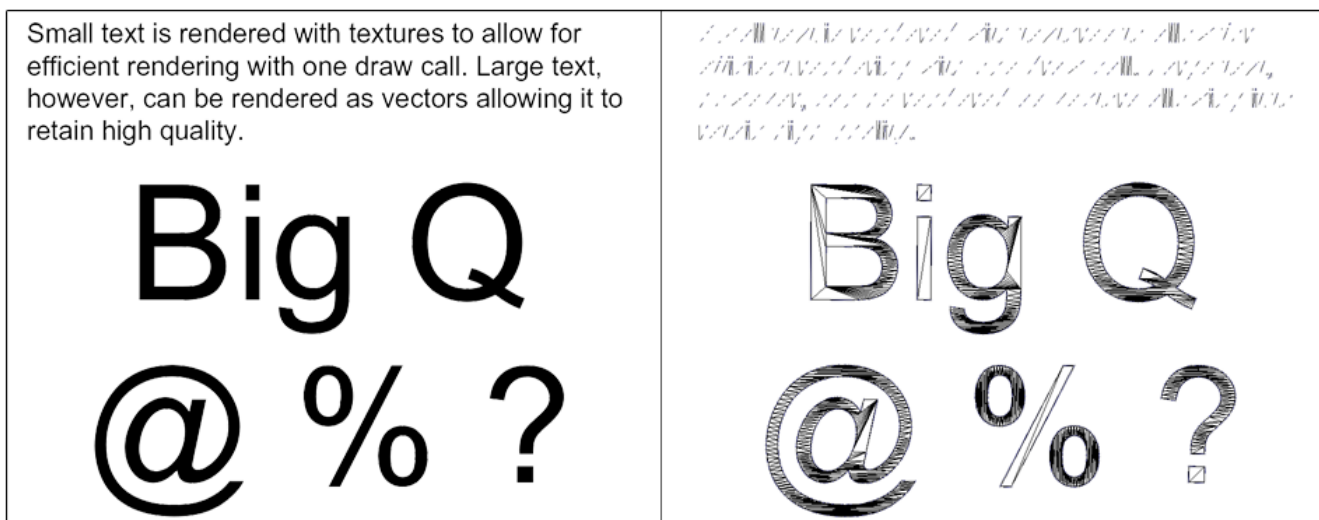 Small text is rendered with textures to allow for
efficient rendering with one draw call. Large text,
however, can be rendered as vectors allowing it to
retain high quality.
Big Q
@ % ?
Big Q
@ % ?